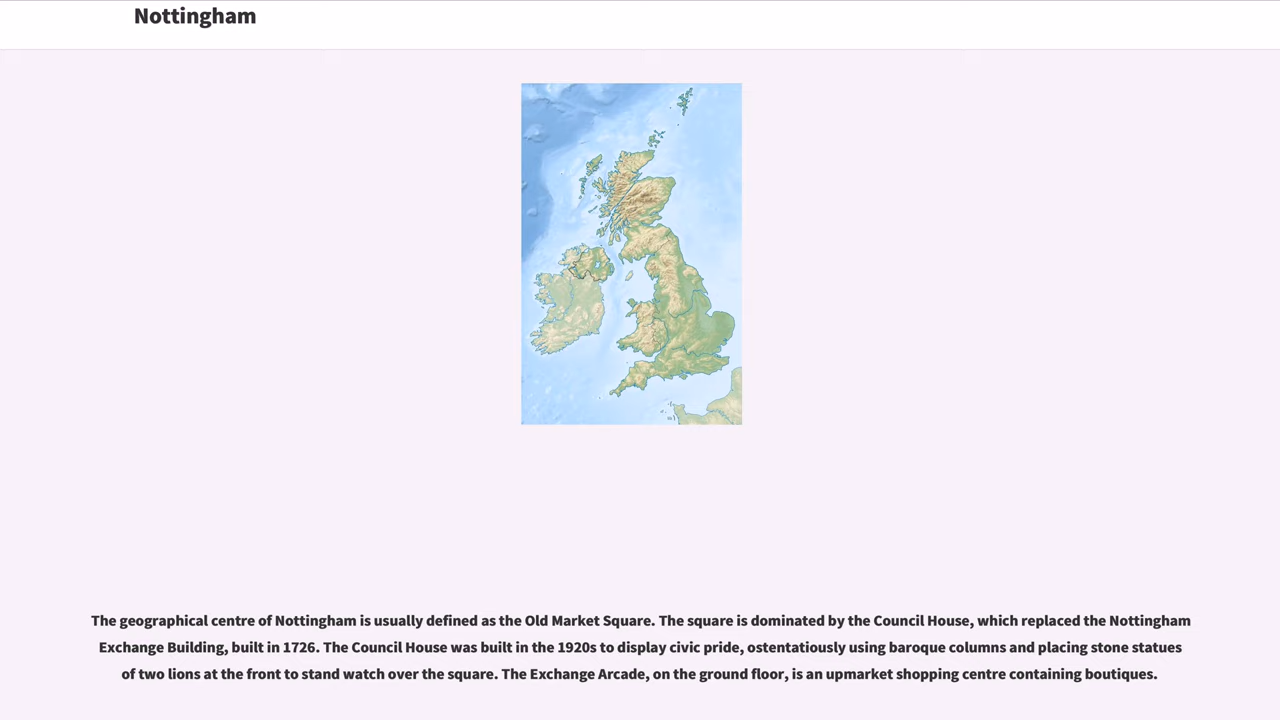 Nottingham
The geographical centre of Nottingham is usually defined as the Old Market Square. The square is dominated by the Council House, which replaced the Nottingham
Exchange Building, built in 1726. The Council House was built in the 1920s to display civic pride, ostentatiously using baroque columns and placing stone statues
of two lions at the front to stand watch over the square. The Exchange Arcade, on the ground floor, is an upmarket shopping centre containing boutiques.